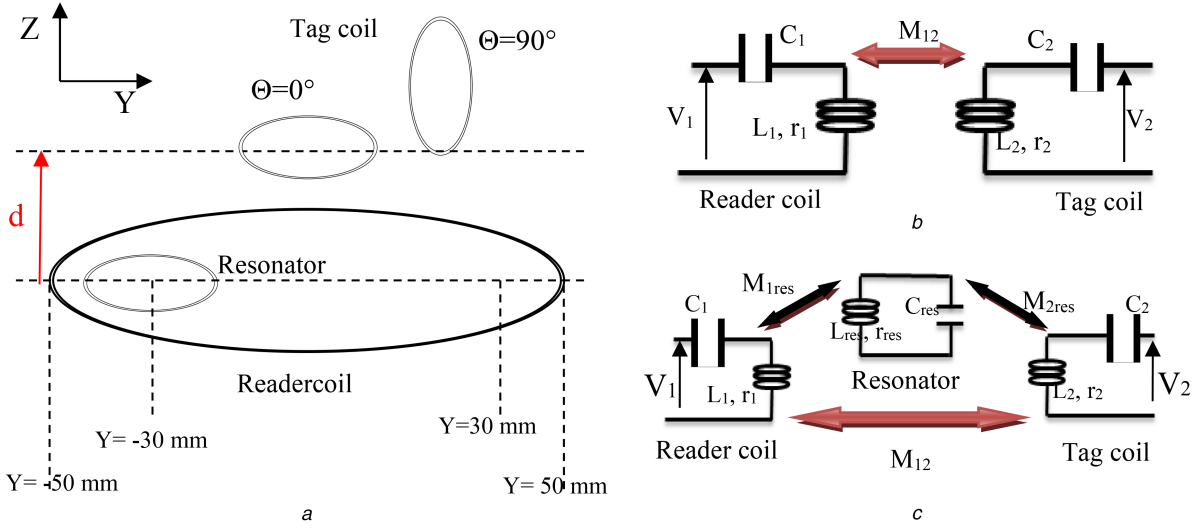 Z
Y
Tag coil
Θ=90°
Θ=0°
d
Resonator
Readercoil
Y= -30 mm
Y=30 mm
Y= -50 mm
Y= 50 mm
a
C1
M12
C2
V1
L1, r1
L2, r2
V2
Reader coil
Tag coil
b
M1res
M2res
C1
Cres
C2
Lres, rres
V1
Resonator
V2
L1, r1
L2, r2
Reader coil
M12
Tag coil
c